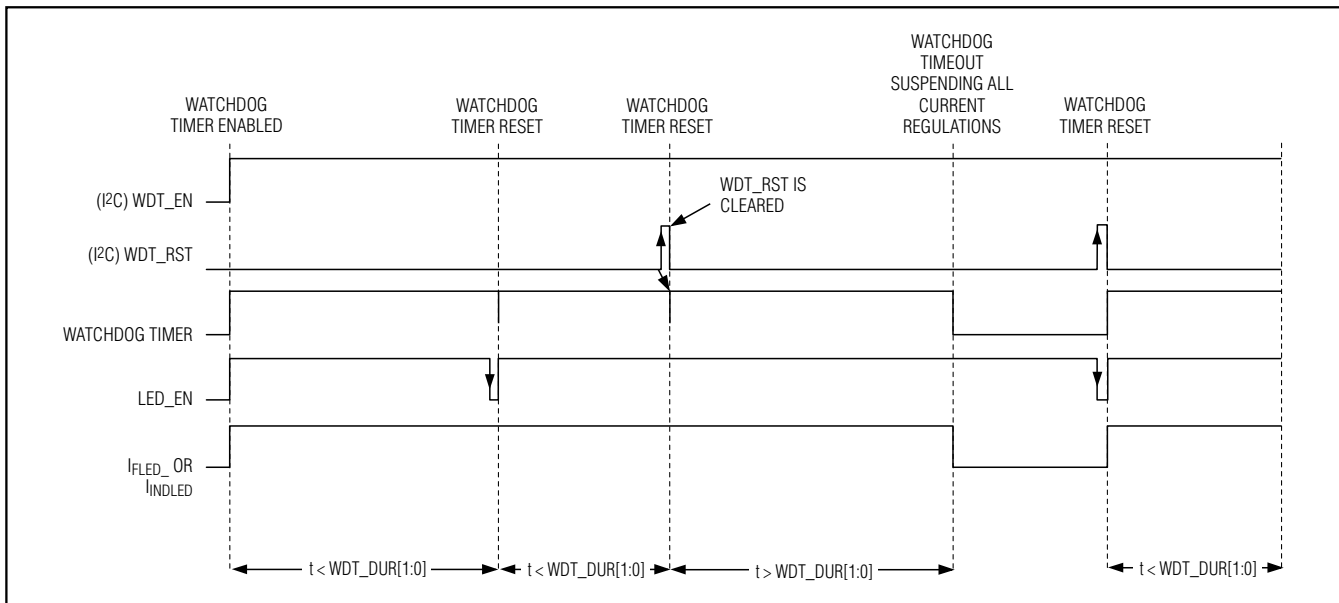 WATCHDOG
TIMER ENABLED
WATCHDOG
TIMER RESET
WATCHDOG
TIMER RESET
WATCHDOG
TIMEOUT
SUSPENDING ALL
CURRENT
REGULATIONS
WATCHDOG
TIMER RESET
(I²C) WDT_EN
WDT_RST IS
CLEARED
(I²C) WDT_RST
WATCHDOG TIMER
LED_EN
IFLED_ OR
IINDLED
t < WDT_DUR[1:0]
t < WDT_DUR[1:0]
t > WDT_DUR[1:0]
t < WDT_DUR[1:0]